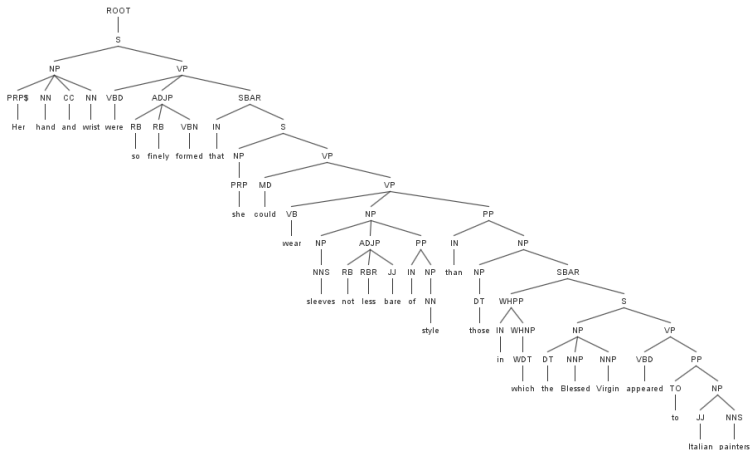 ROOT
S
NP VP
PRP$ NN CC NN VBD ADJP SBAR
Her hand and wrist were RB RB VBN IN S
so finely formed that NP VP
PRP MD VP
she could VB NP PP
wear NP ADJP PP IN NP
NNS RB RBR JJ IN NP than NP SBAR
sleeves not less bare of NN DT WHPP S
style those IN WHNP NP VP
in WDT DT NNP NNP VBD PP
which the Blessed Virgin appeared TO NP
to JJ NNS
Italian painters